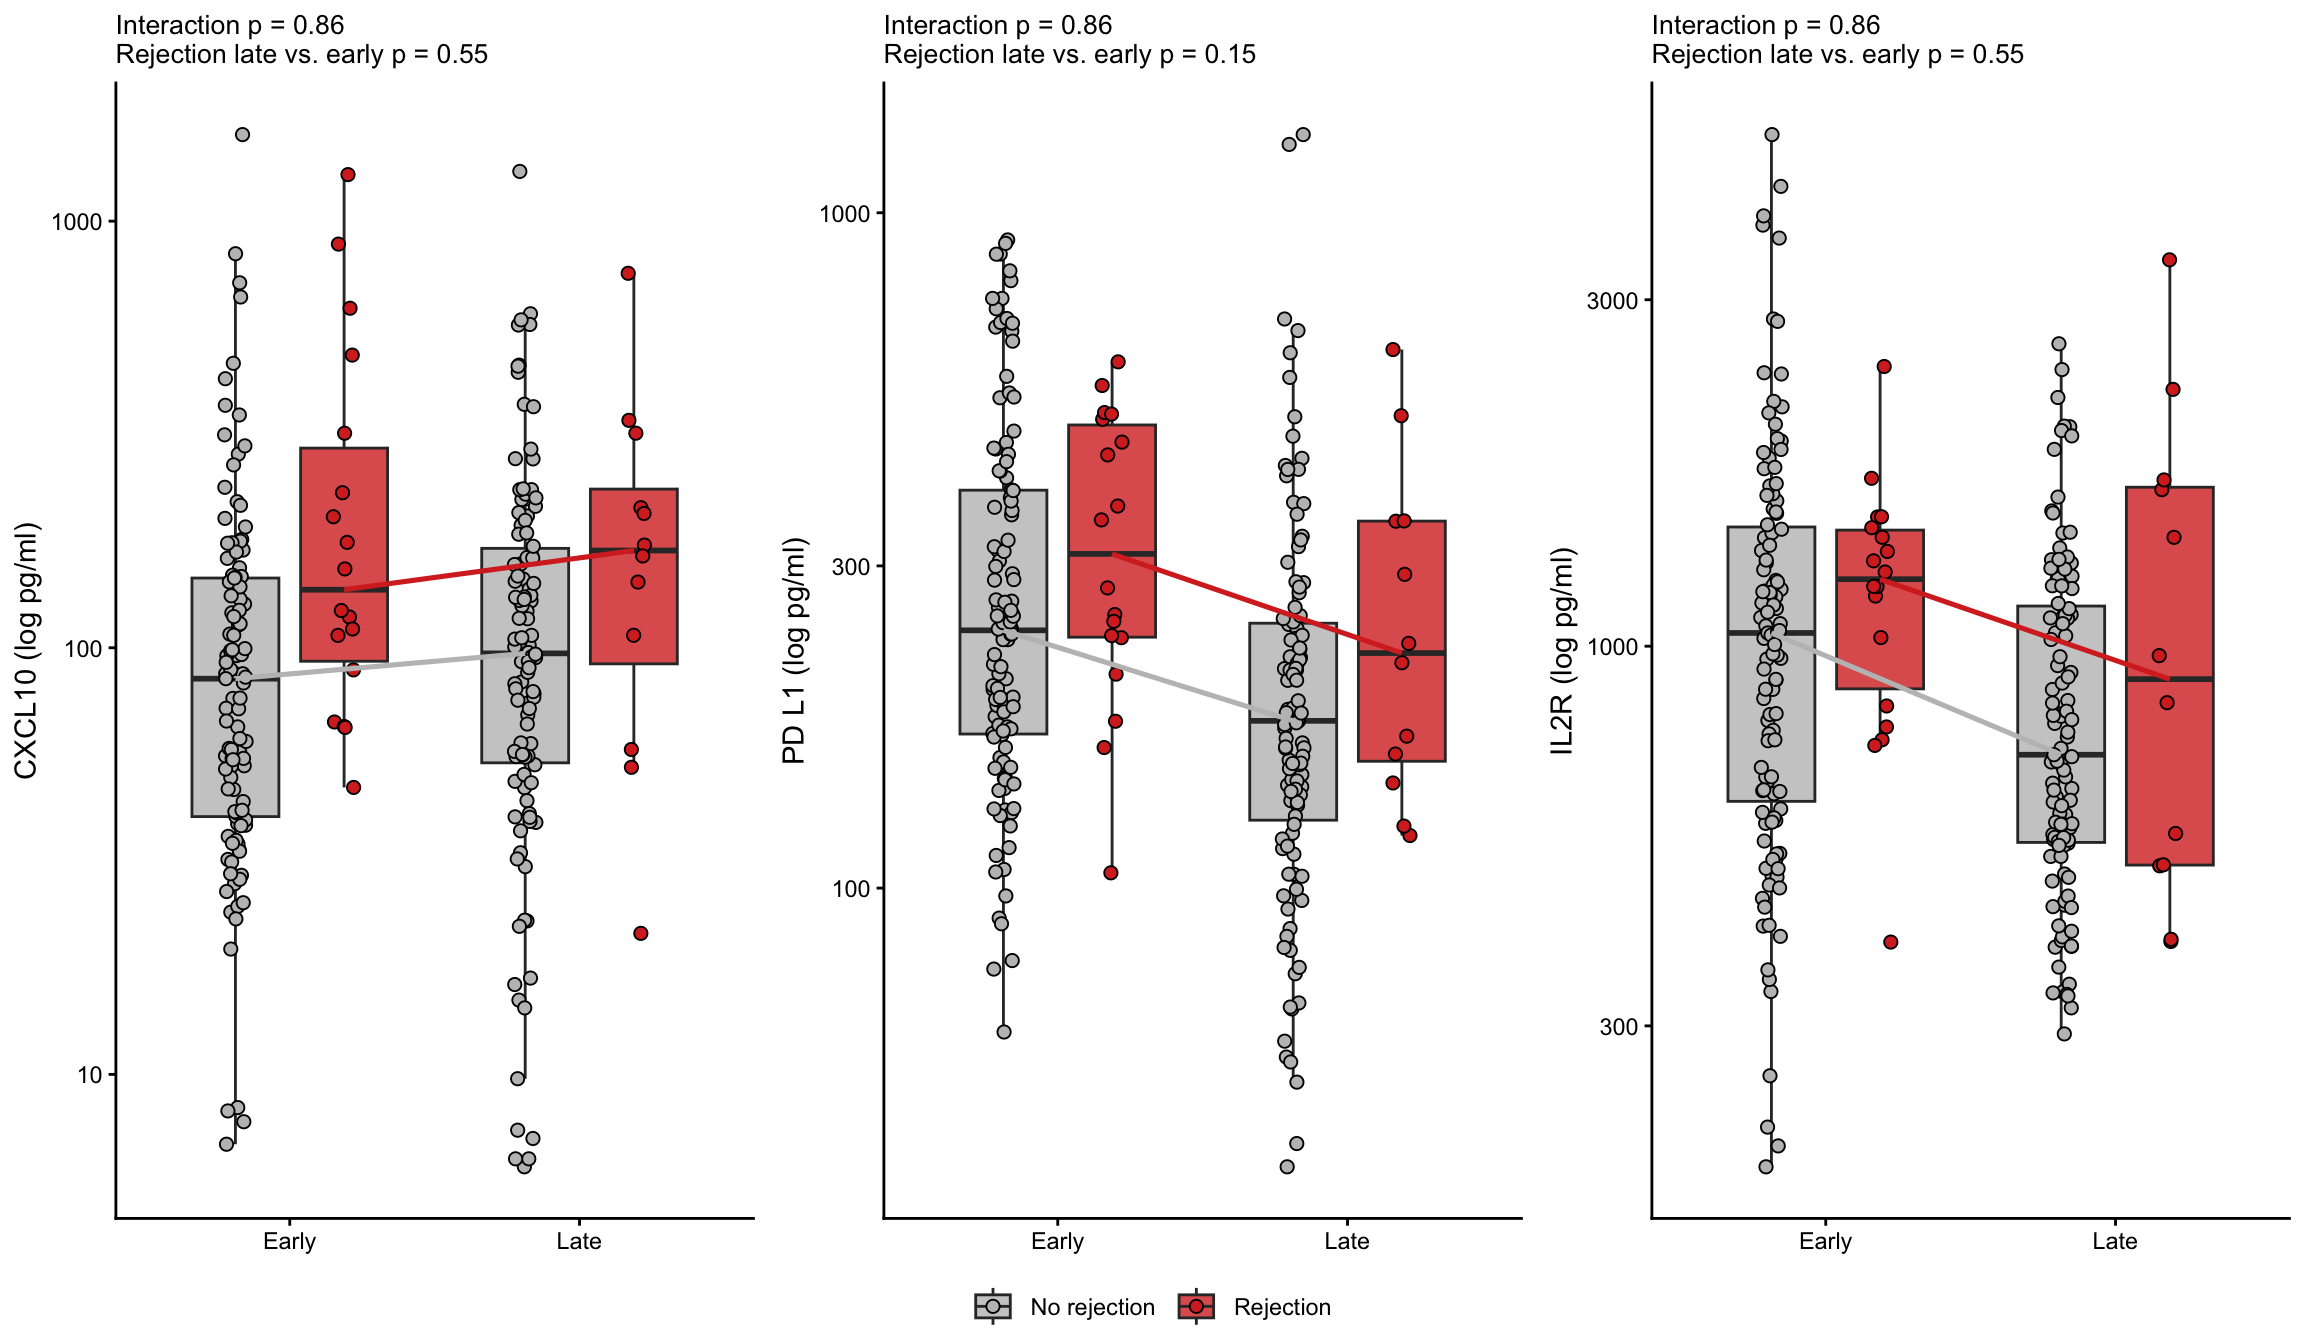 Interaction p = 0.86
Rejection late vs. early p = 0.55
CXCL10 (log pg/ml)
1000
100
10
Early
Late
Interaction p = 0.86
Rejection late vs. early p = 0.15
PD L1 (log pg/ml)
1000
300
100
Early
Late
Interaction p = 0.86
Rejection late vs. early p = 0.55
IL2R (log pg/ml)
3000
1000
300
Early
Late
No rejection
Rejection